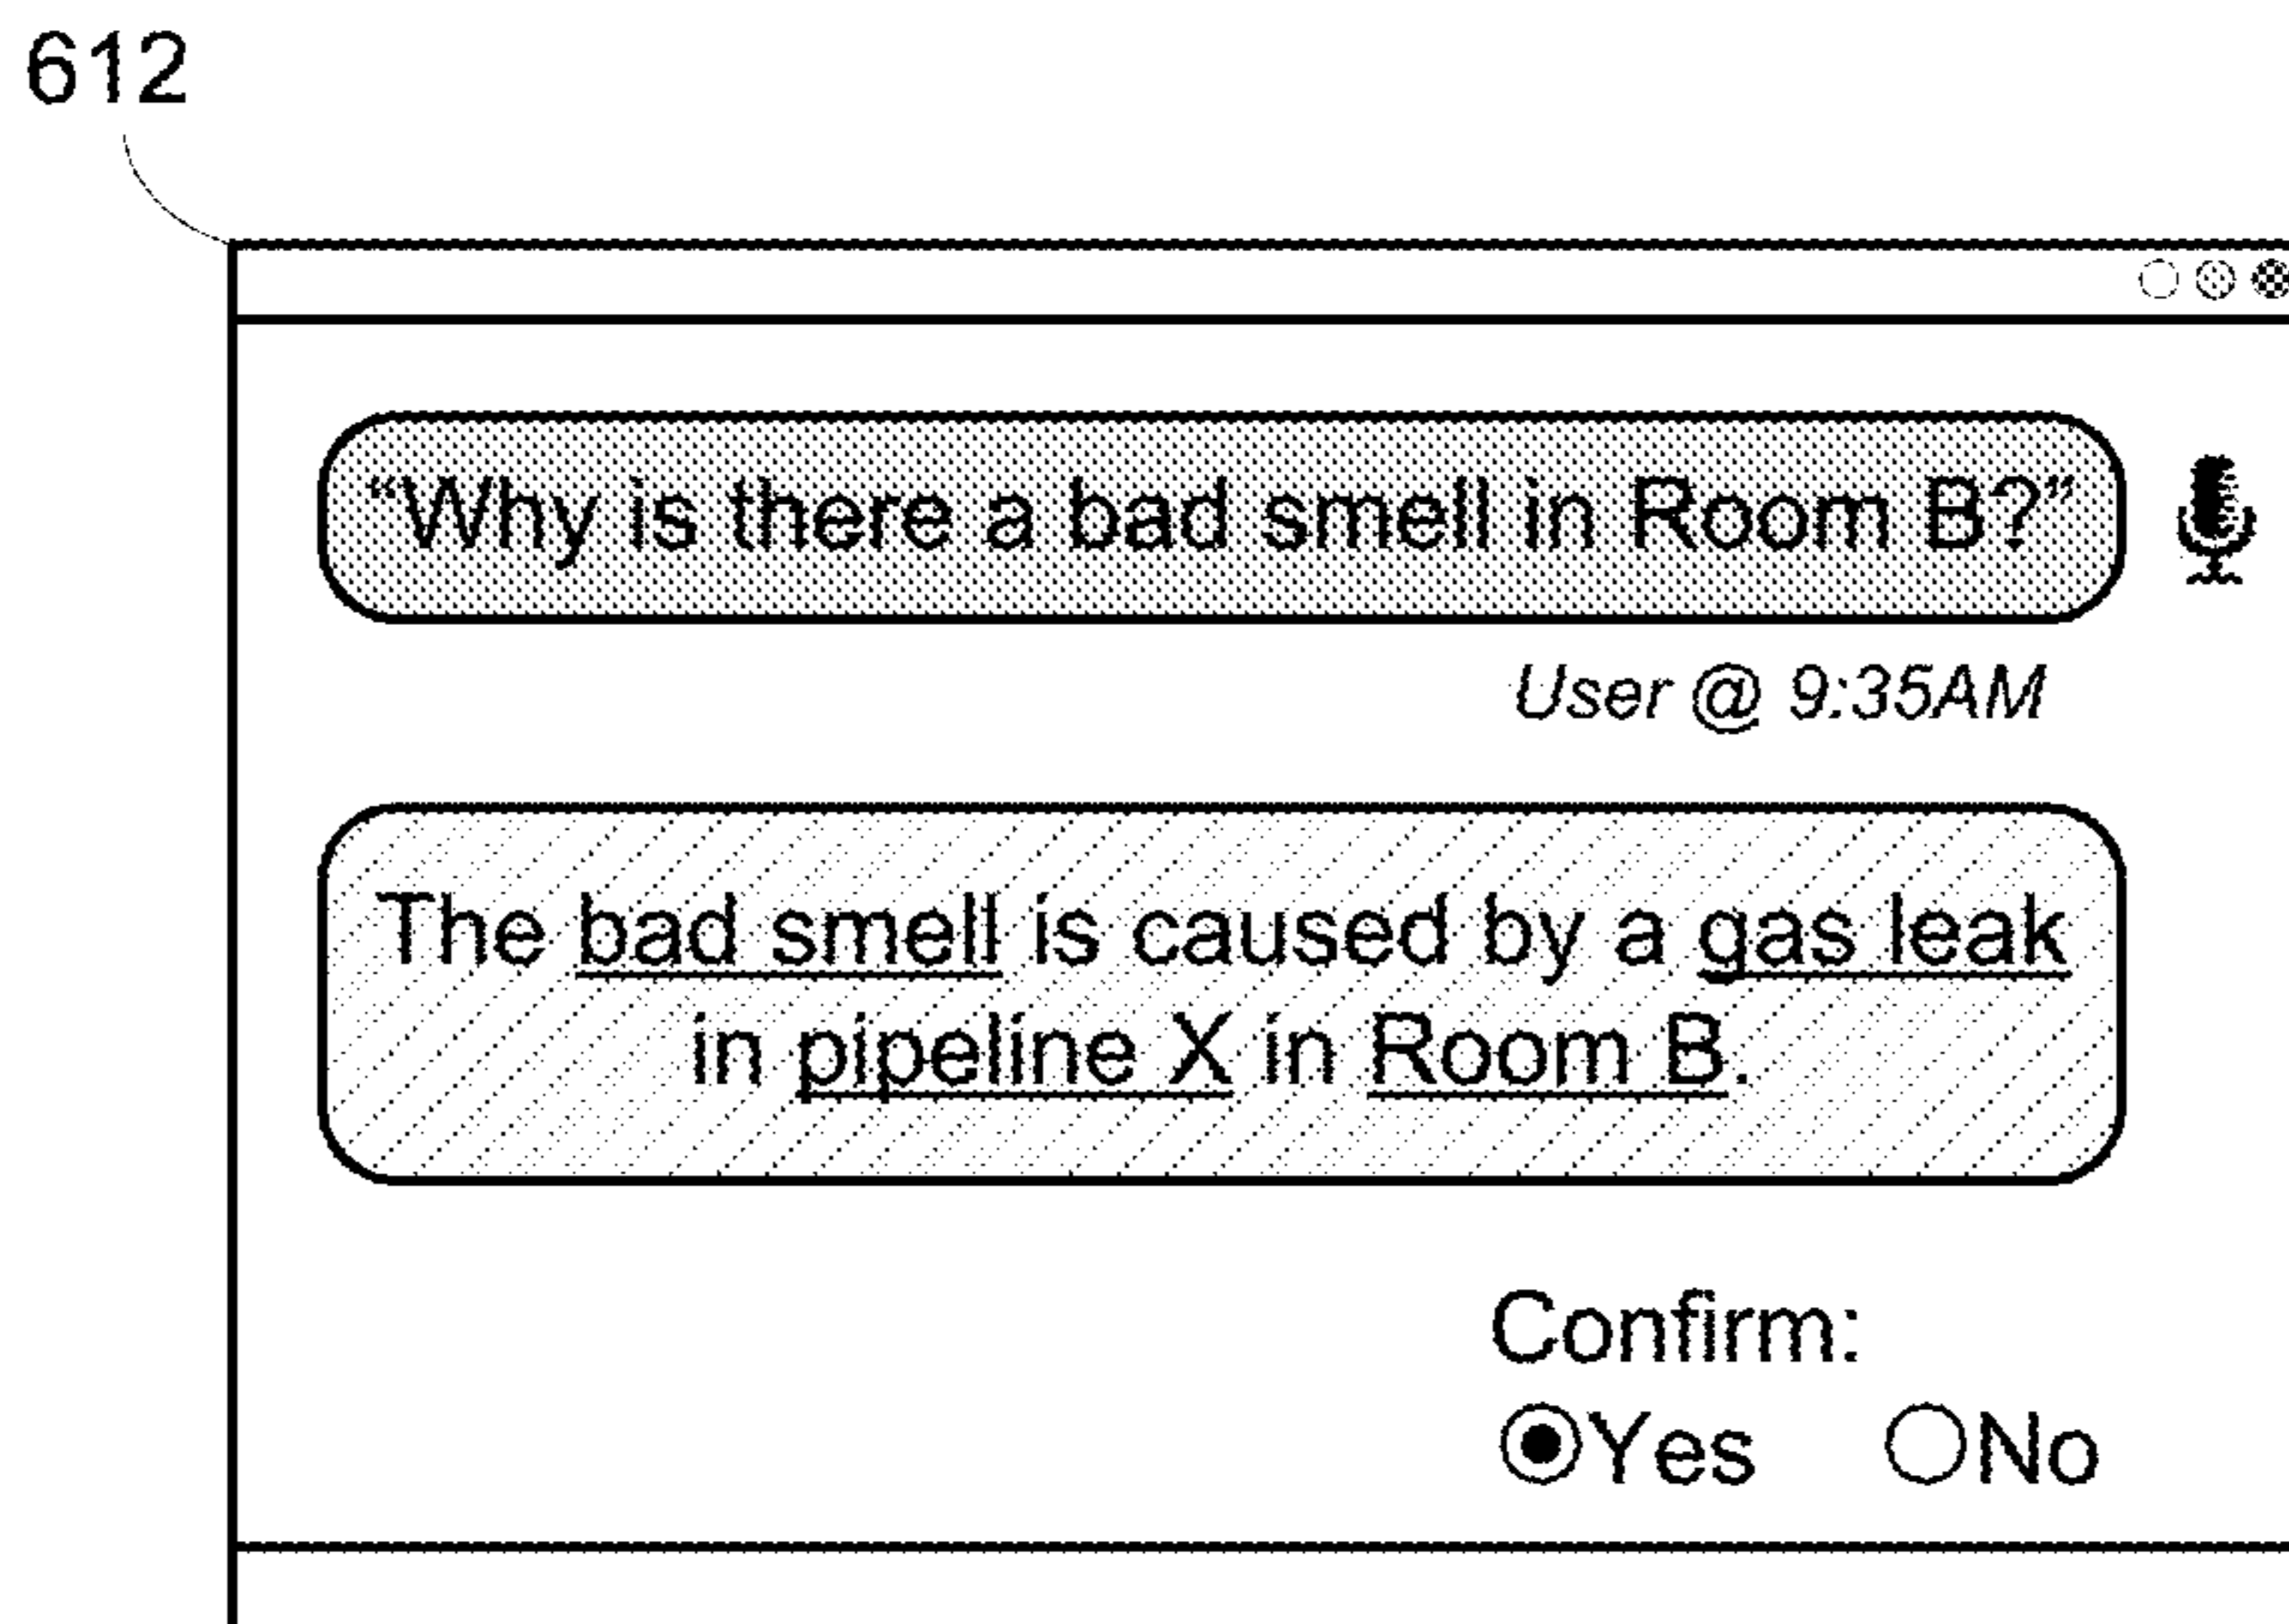 612
“Why is there a bad smell in Room B?”
User @ 9:35AM
The bad smell is caused by a gas leak
in pipeline X in Room B.
Confirm:
Yes No